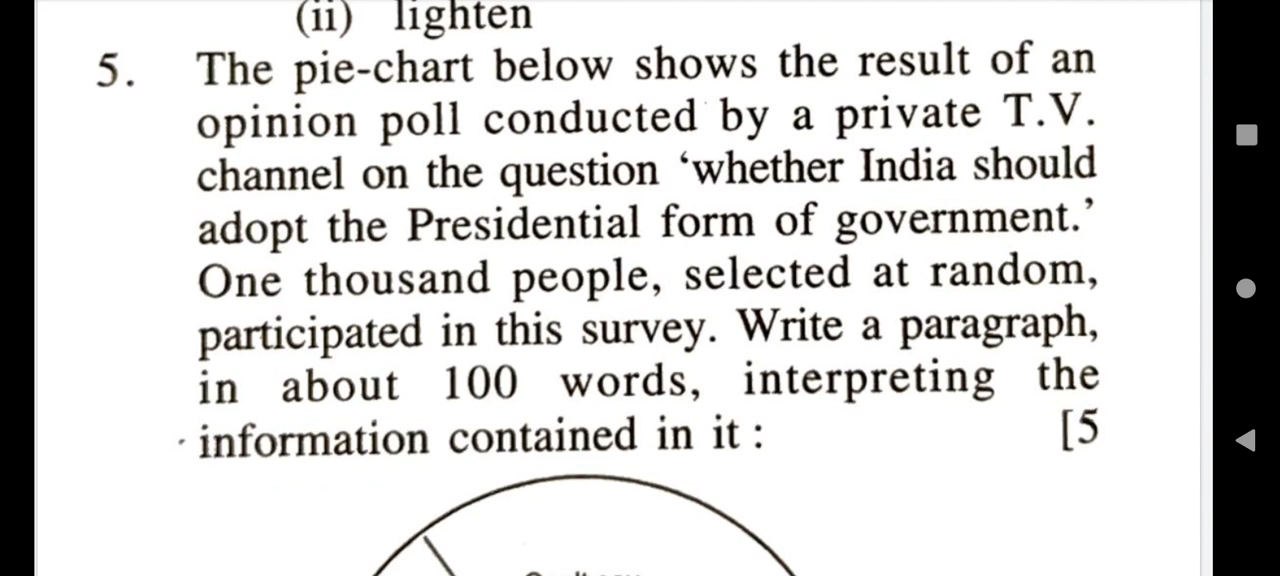 (ii) lighten
5. The pie-chart below shows the result of an
opinion poll conducted by a private T.V.
channel on the question ‘whether India should
adopt the Presidential form of government.’
One thousand people, selected at random,
participated in this survey. Write a paragraph,
in about 100 words, interpreting the
information contained in it : [5